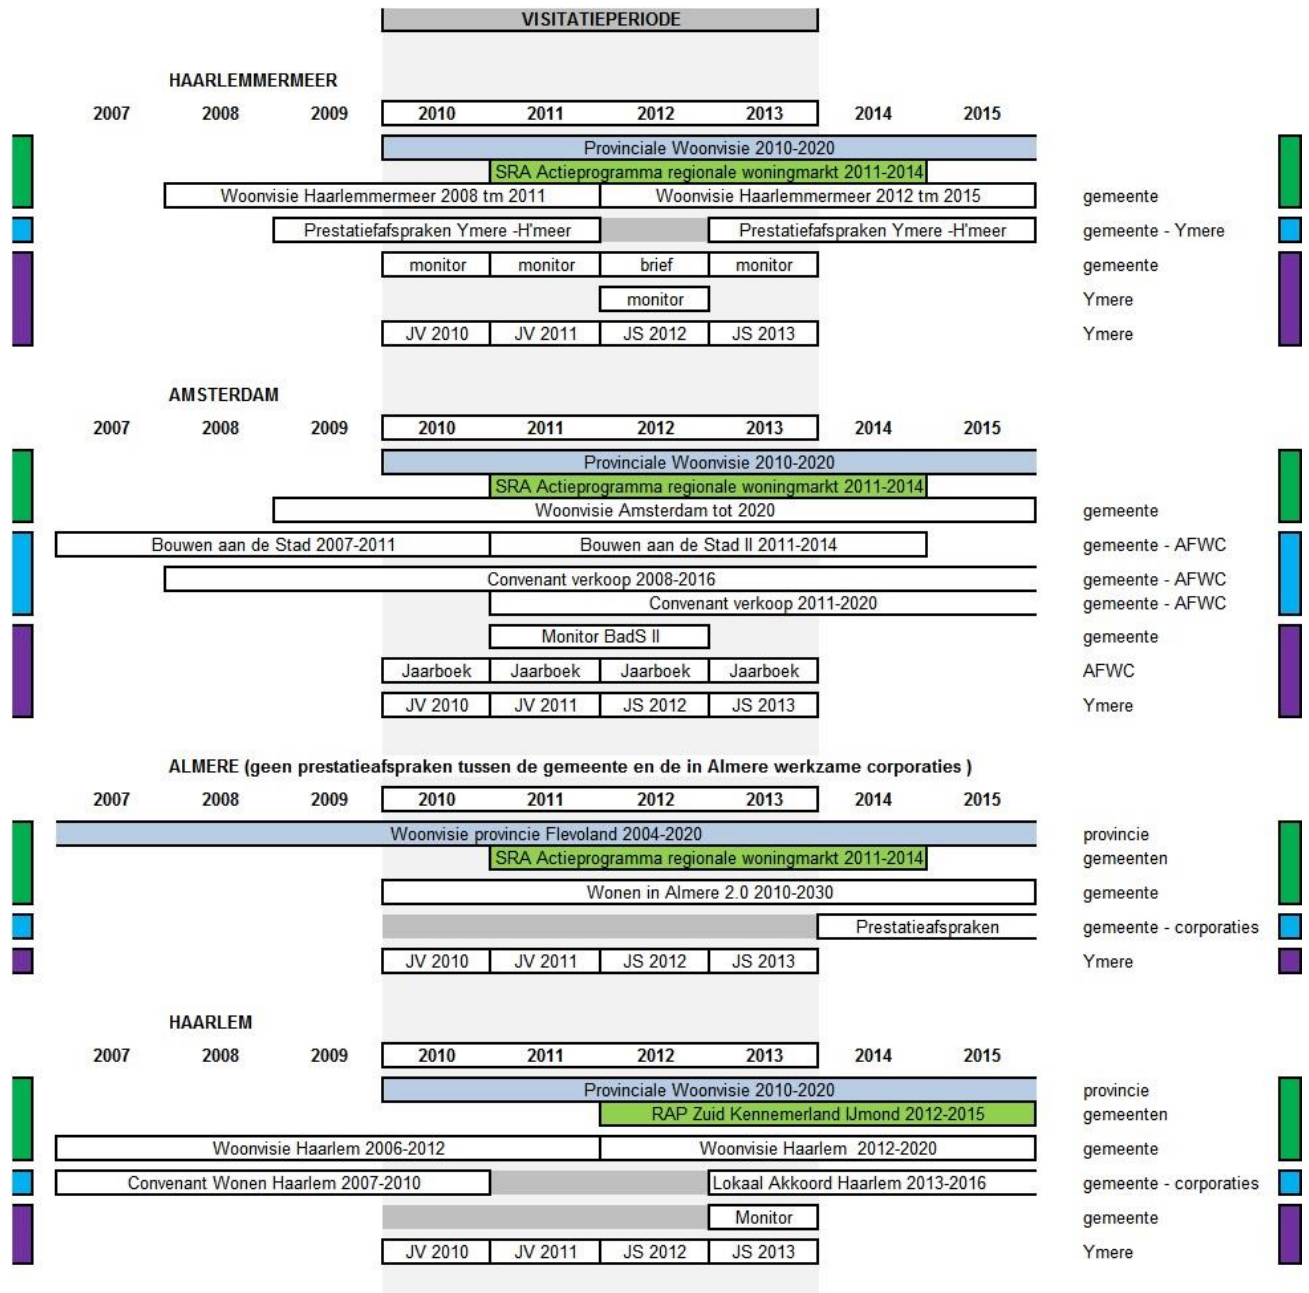 VISITATIEPERIODE
HAARLEMMERMEER
2007 2008 2009 2010 2011 2012 2013 2014 2015
Provinciale Woonvisie 2010-2020
SRA Actieprogramma regionale woningmarkt 2011-2014
Woonvisie Haarlemmermeer 2008 tm 2011 Woonvisie Haarlemmermeer 2012 tm 2015 gemeente
Prestatiefafspraken Ymere -H'meer Prestatiefafspraken Ymere -H'meer gemeente - Ymere
monitor monitor brief monitor gemeente
monitor Ymere
JV 2010 JV 2011 JS 2012 JS 2013 Ymere
AMSTERDAM
2007 2008 2009 2010 2011 2012 2013 2014 2015
Provinciale Woonvisie 2010-2020
SRA Actieprogramma regionale woningmarkt 2011-2014
Woonvisie Amsterdam tot 2020 gemeente
Bouwen aan de Stad 2007-2011 Bouwen aan de Stad II 2011-2014 gemeente - AFWC
Convenant verkoop 2008-2016 gemeente - AFWC
Convenant verkoop 2011-2020 gemeente - AFWC
Monitor BadS II gemeente
Jaarboek Jaarboek Jaarboek Jaarboek AFWC
JV 2010 JV 2011 JS 2012 JS 2013 Ymere
ALMERE (geen prestatieafspraken tussen de gemeente en de in Almere werkzame corporaties )
2007 2008 2009 2010 2011 2012 2013 2014 2015
Woonvisie provincie Flevoland 2004-2020 provincie
SRA Actieprogramma regionale woningmarkt 2011-2014 gemeenten
Wonen in Almere 2.0 2010-2030 gemeente
Prestatieafspraken gemeente - corporaties
JV 2010 JV 2011 JS 2012 JS 2013 Ymere
HAARLEM
2007 2008 2009 2010 2011 2012 2013 2014 2015
Provinciale Woonvisie 2010-2020 provincie
RAP Zuid Kennemerland IJmond 2012-2015 gemeenten
Woonvisie Haarlem 2006-2012 Woonvisie Haarlem 2012-2020 gemeente
Convenant Wonen Haarlem 2007-2010 Lokaal Akkoord Haarlem 2013-2016 gemeente - corporaties
Monitor gemeente
JV 2010 JV 2011 JS 2012 JS 2013 Ymere